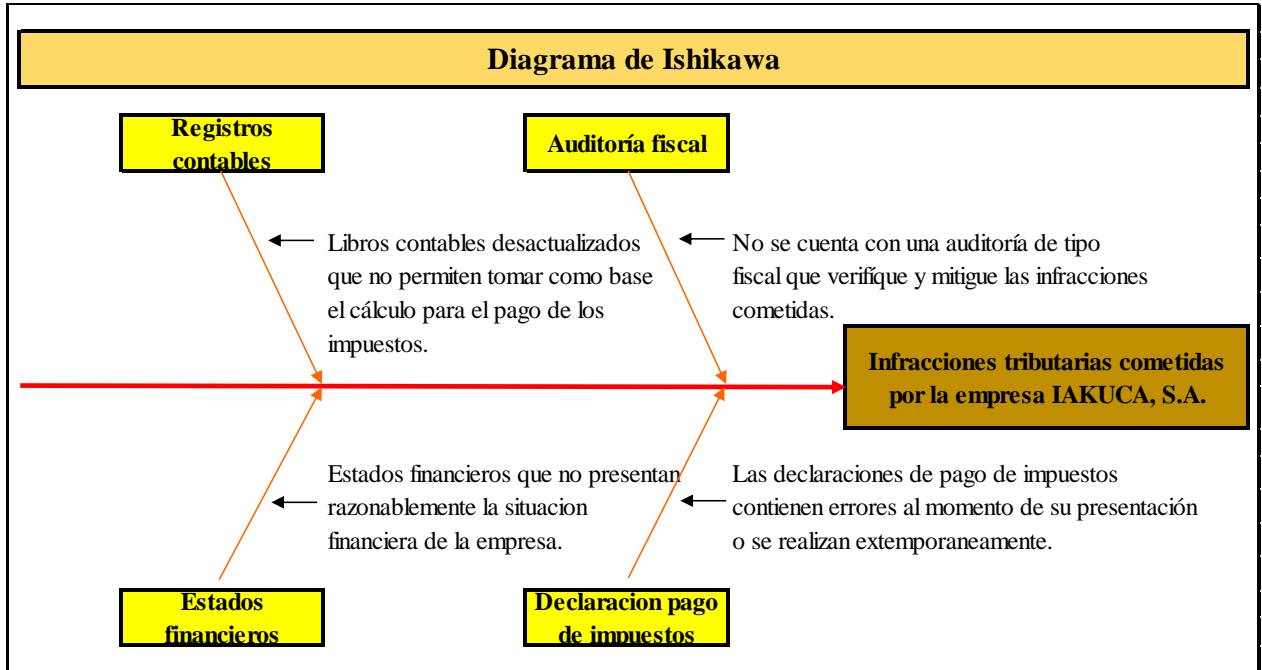 Diagrama de Ishikawa
Registros
contables
Auditoría fiscal
Libros contables desactualizados
que no permiten tomar como base
el cálculo para el pago de los
impuestos.
No se cuenta con una auditoría de tipo
fiscal que verifíque y mitigue las infracciones
cometidas.
Infracciones tributarias cometidas
por la empresa IAKUCA, S.A.
Estados financieros que no presentan
razonablemente la situacion
financiera de la empresa.
Las declaraciones de pago de impuestos
contienen errores al momento de su presentación
o se realizan extemporaneamente.
Estados
financieros
Declaracion pago
de impuestos